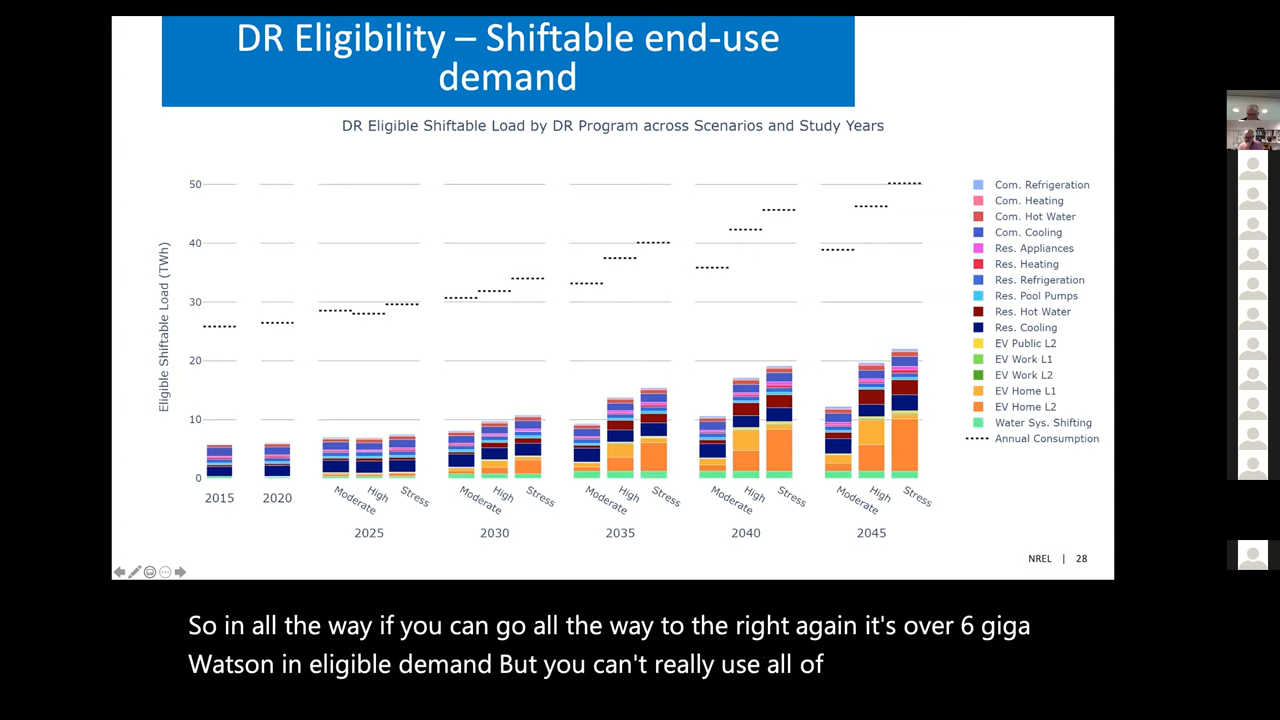 DR Eligibility – Shiftable end-use
demand
DR Eligible Shiftable Load by DR Program across Scenarios and Study Years
Eligible Shiftable Load (TWh)
50
40
30
20
10
0
2015
2020
Moderate
High
Stress
2025
Moderate
High
Stress
2030
Moderate
High
Stress
2035
Moderate
High
Stress
2040
Moderate
High
Stress
2045
Com. Refrigeration
Com. Heating
Com. Hot Water
Com. Cooling
Res. Appliances
Res. Heating
Res. Refrigeration
Res. Pool Pumps
Res. Hot Water
Res. Cooling
EV Public L2
EV Work L1
EV Work L2
EV Home L1
EV Home L2
Water Sys. Shifting
Annual Consumption
NREL | 28
So in all the way if you can go all the way to the right again it's over 6 giga
Watson in eligible demand But you can't really use all of